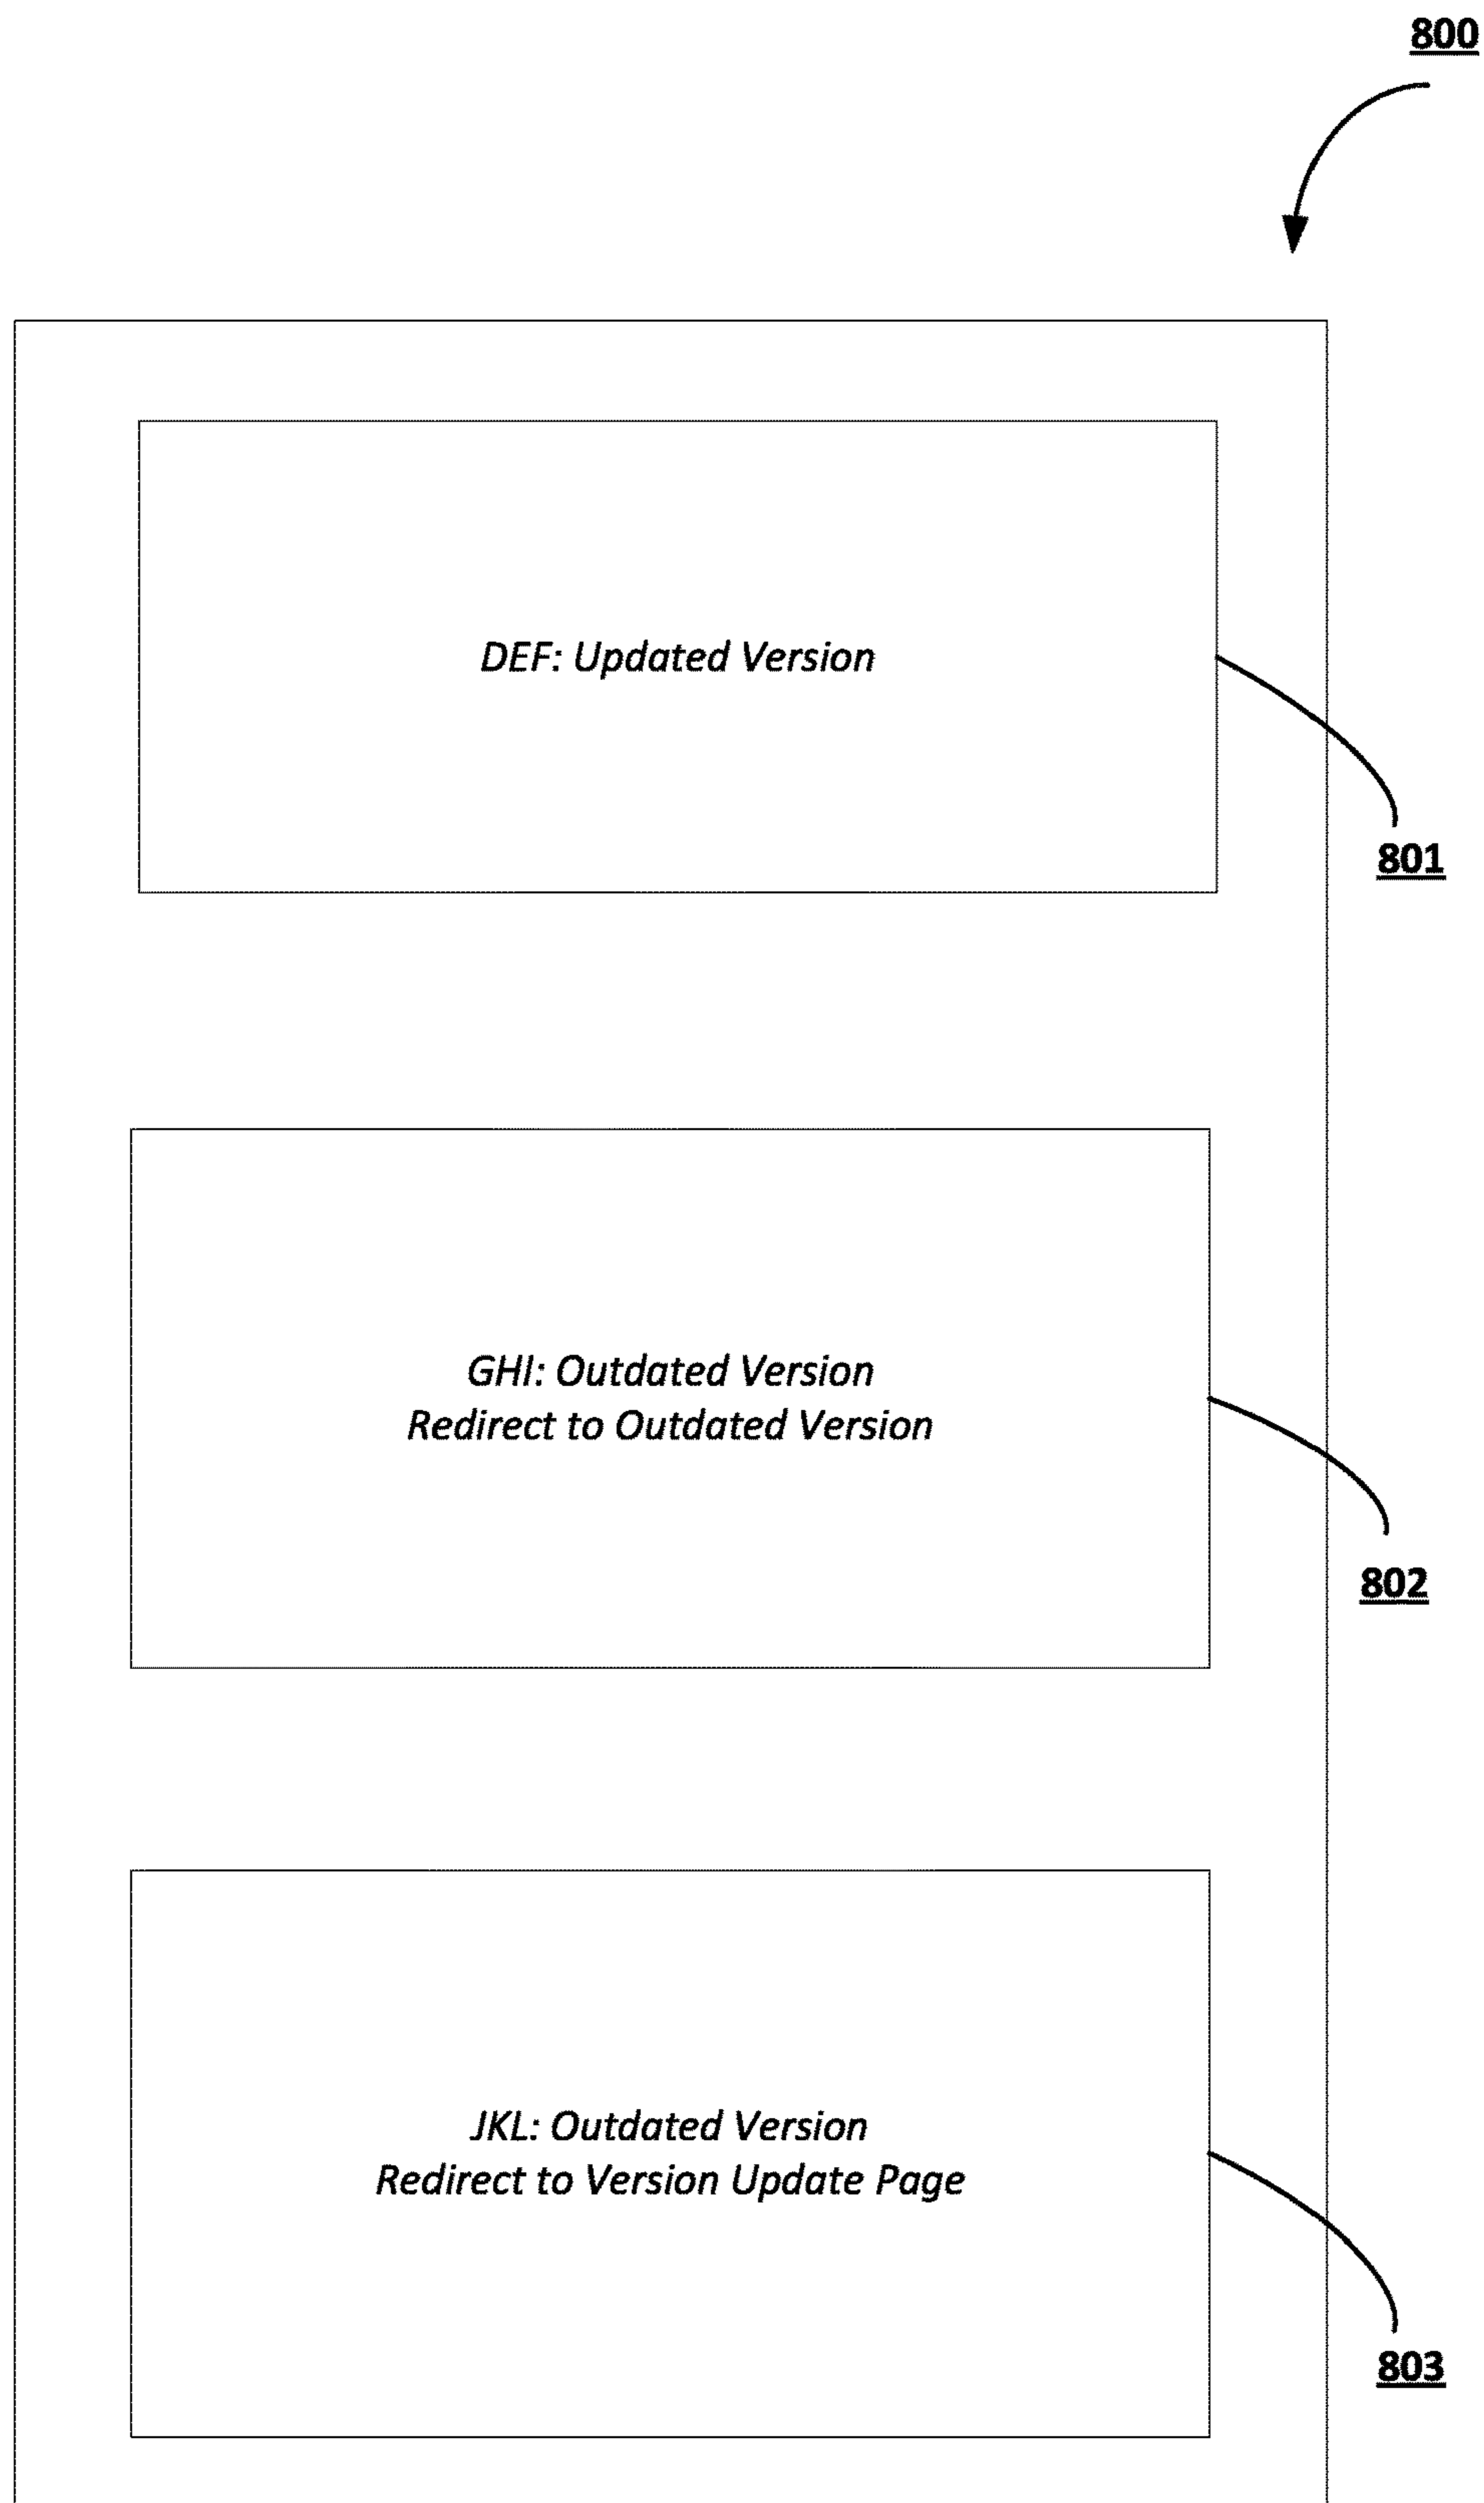 800
DEF: Updated Version
801
GHI: Outdated Version
Redirect to Outdated Version
802
JKL: Outdated Version
Redirect to Version Update Page
803